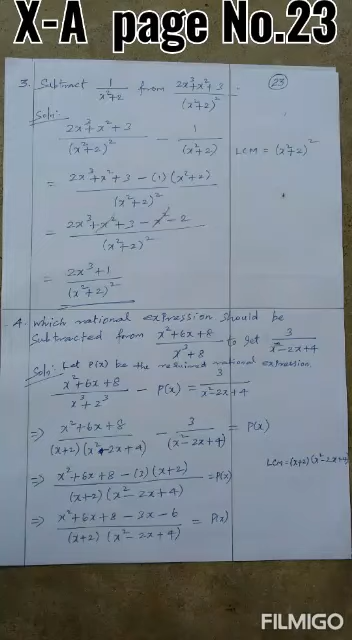 X-A page No.23
3. Subtract 1/(x²+2) from (2x³+x²+3)/(x²+2)².
23
Soln:
(2x³+x²+3)/(x²+2)² - 1/(x²+2)
LCM = (x²+2)²
= (2x³+x²+3-(1)(x²+2))/(x²+2)²
= (2x³+x²+3-x²-2)/(x²+2)²
= (2x³+1)/(x²+2)²
4. Which rational expression should be
subtracted from (x²+6x+8)/(x³+8) to get 3/(x²-2x+4)
Soln: Let P(x) be the required rational expression
(x²+6x+8)/(x³+2³) - P(x) = 3/(x²-2x+4)
⇒ (x²+6x+8)/((x+2)(x²-2x+4)) - 3/(x²-2x+4) = P(x)
LCM=(x+2)(x²-2x+4)
⇒ (x²+6x+8-(3)(x+2))/((x+2)(x²-2x+4)) = P(x)
⇒ (x²+6x+8-3x-6)/((x+2)(x²-2x+4)) = P(x)
FILMIGO